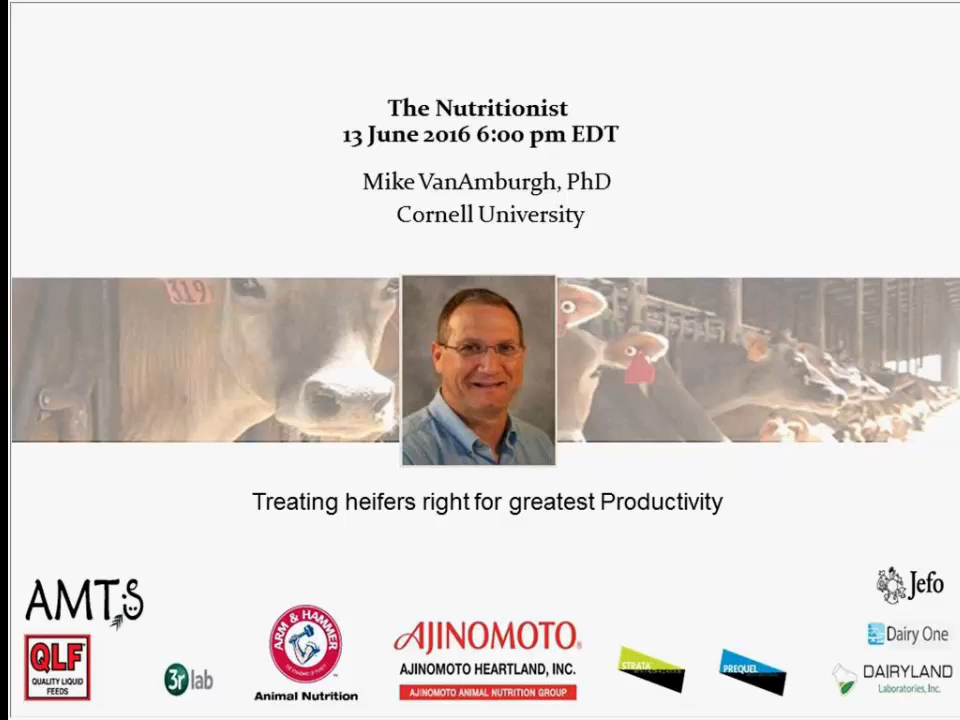 The Nutritionist
13 June 2016 6:00 pm EDT
Mike VanAmburgh, PhD
Cornell University
319
Treating heifers right for greatest Productivity
AMTS
QLF
QUALITY LIQUID
FEEDS
3r lab
ARM & HAMMER
Animal Nutrition
AJINOMOTO®
AJINOMOTO HEARTLAND, INC.
AJINOMOTO ANIMAL NUTRITION GROUP
STRATA
PREQUEL
Jefo
Dairy One
DAIRYLAND
Laboratories, Inc.